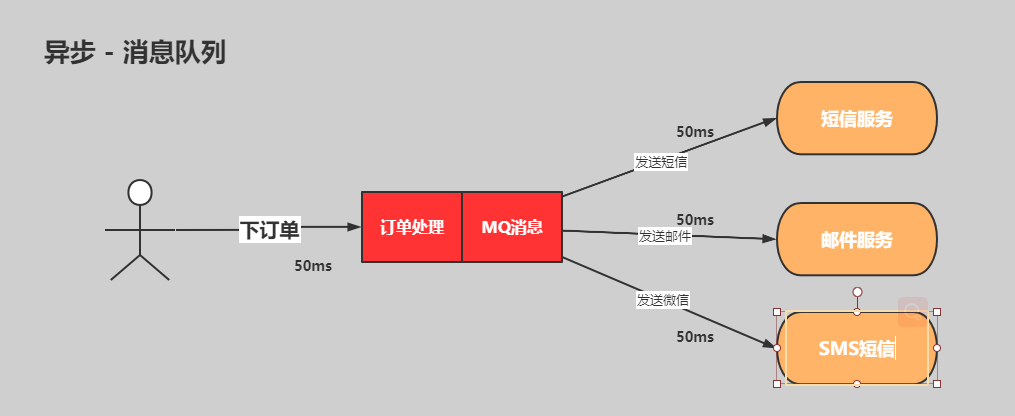 异步 - 消息队列
50ms
短信服务
发送短信
下订单
订单处理
MQ消息
50ms
发送邮件
邮件服务
50ms
发送微信
50ms
SMS短信